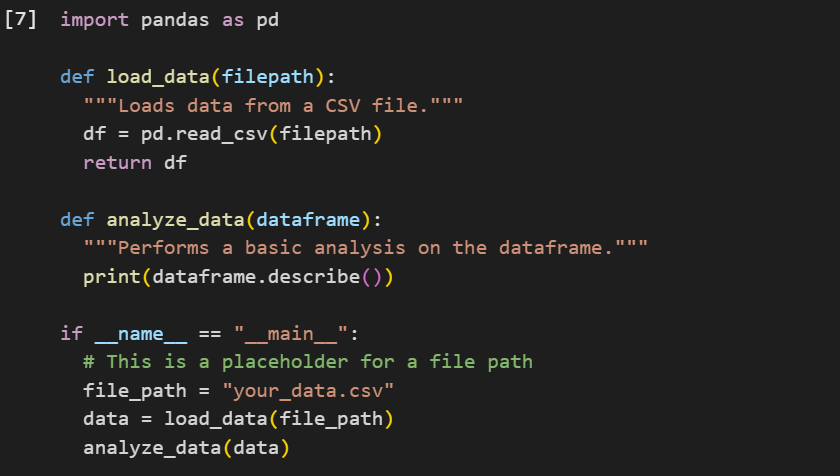 [7] import pandas as pd
def load_data(filepath):
"""Loads data from a CSV file."""
df = pd.read_csv(filepath)
return df
def analyze_data(dataframe):
"""Performs a basic analysis on the dataframe."""
print(dataframe.describe())
if __name__ == "__main__":
# This is a placeholder for a file path
file_path = "your_data.csv"
data = load_data(file_path)
analyze_data(data)